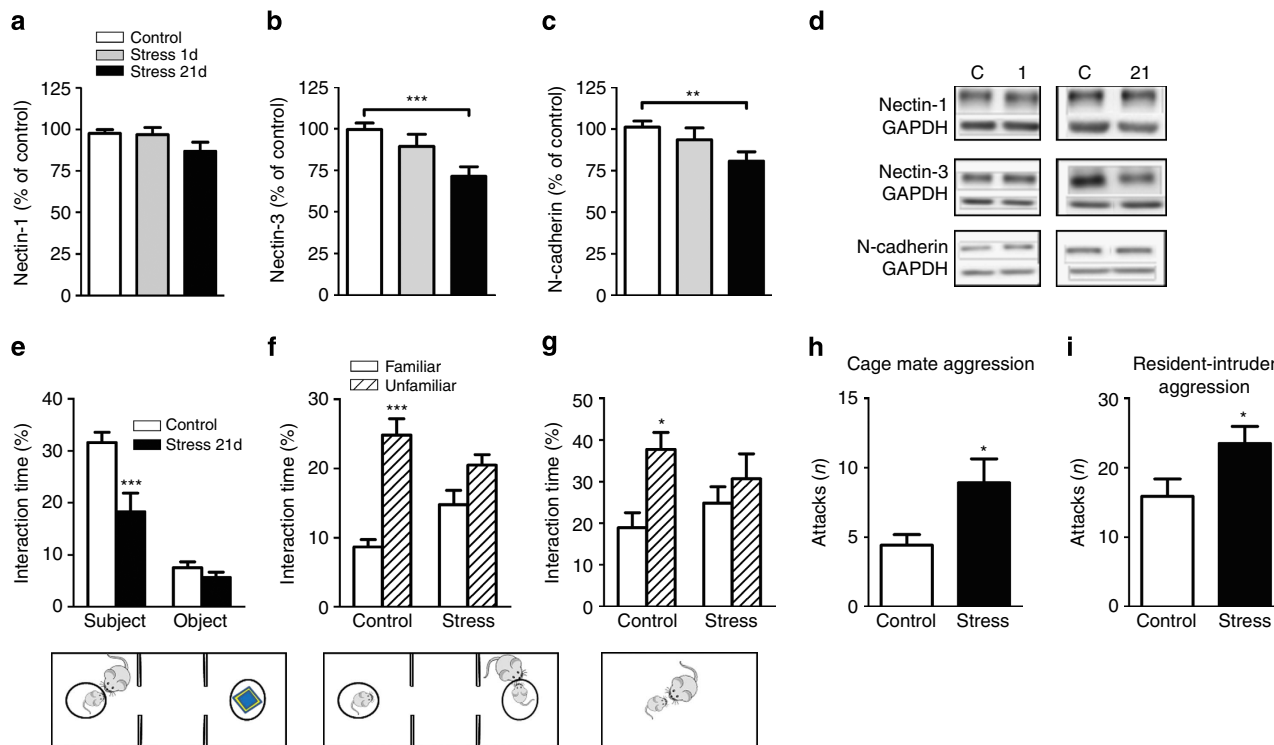 a
Control
Stress 1d
Stress 21d
Nectin-1 (% of control)
125
100
75
50
25
0
b
Nectin-3 (% of control)
125
100
75
50
25
0
***
c
N-cadherin (% of control)
125
100
75
50
25
0
**
d
C 1 C 21
Nectin-1
GAPDH
Nectin-3
GAPDH
N-cadherin
GAPDH
e
Interaction time (%)
40
30
20
10
0
Control
Stress 21d
***
Subject Object
f
Familiar
Unfamiliar
Interaction time (%)
30
20
10
0
***
Control Stress
g
Interaction time (%)
50
40
30
20
10
0
*
Control Stress
h
Cage mate aggression
Attacks (n)
15
10
5
0
*
Control Stress
i
Resident-intruder
aggression
Attacks (n)
30
20
10
0
*
Control Stress